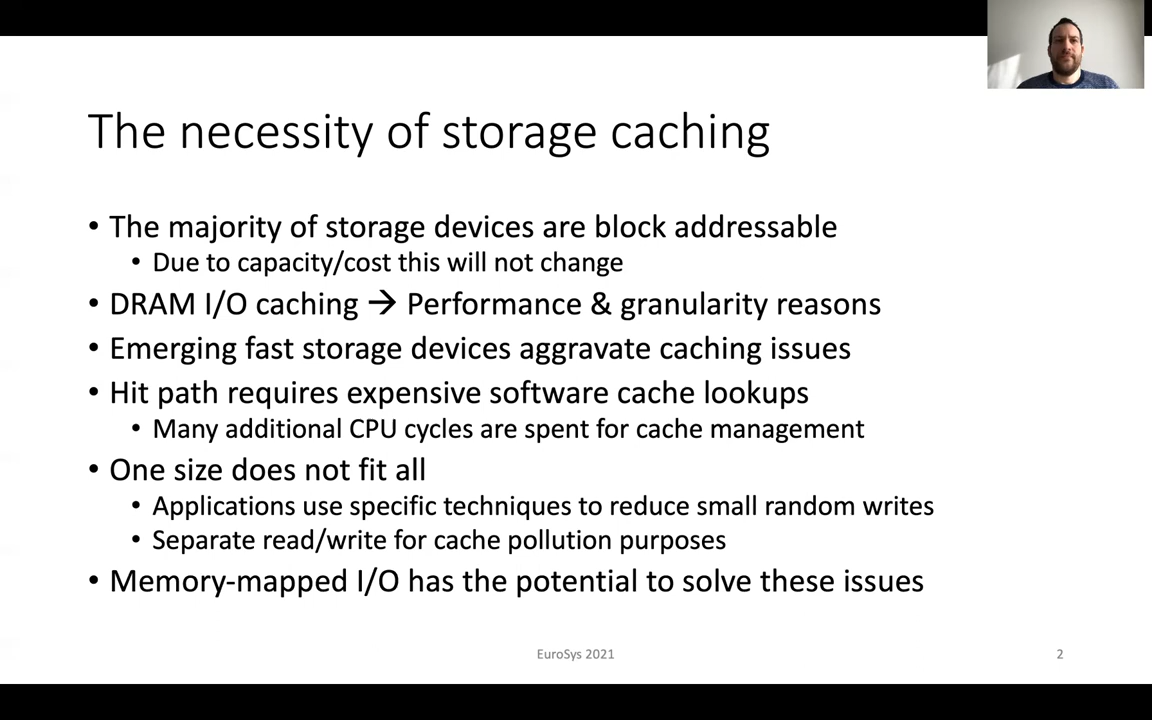 The necessity of storage caching
• The majority of storage devices are block addressable
• Due to capacity/cost this will not change
• DRAM I/O caching → Performance & granularity reasons
• Emerging fast storage devices aggravate caching issues
• Hit path requires expensive software cache lookups
• Many additional CPU cycles are spent for cache management
• One size does not fit all
• Applications use specific techniques to reduce small random writes
• Separate read/write for cache pollution purposes
• Memory-mapped I/O has the potential to solve these issues
EuroSys 2021
2